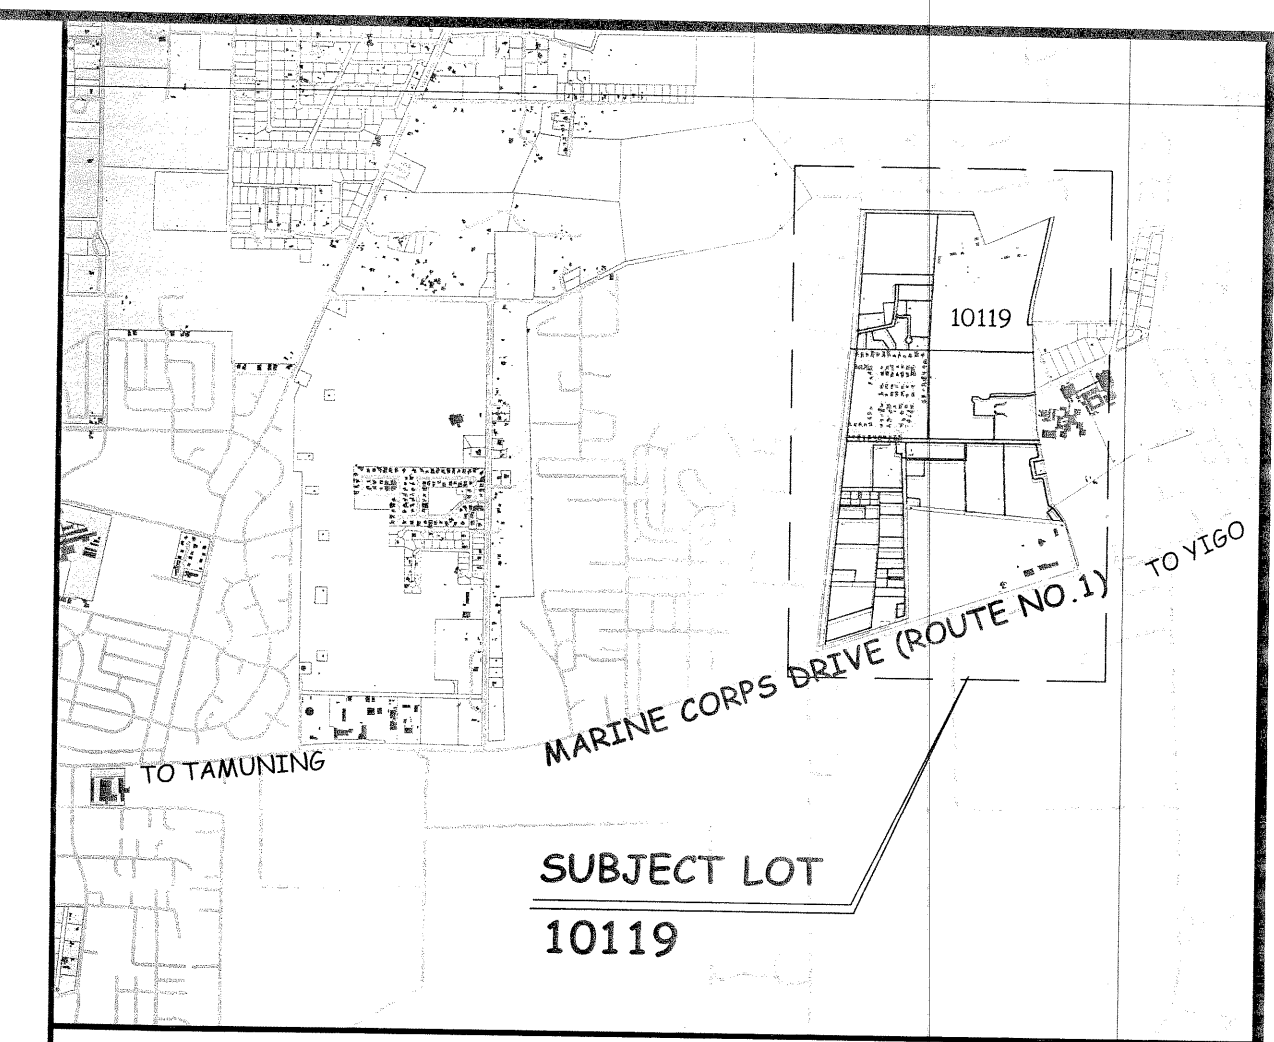 10119
TO YIGO
MARINE CORPS DRIVE (ROUTE NO.1)
TO TAMUNING
SUBJECT LOT
10119